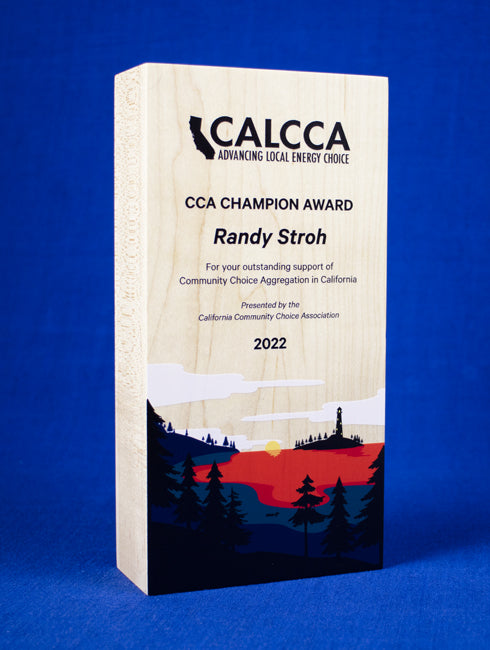 CALCCA
ADVANCING LOCAL ENERGY CHOICE
CCA CHAMPION AWARD
Randy Stroh
For your outstanding support of
Community Choice Aggregation in California
Presented by the
California Community Choice Association
2022